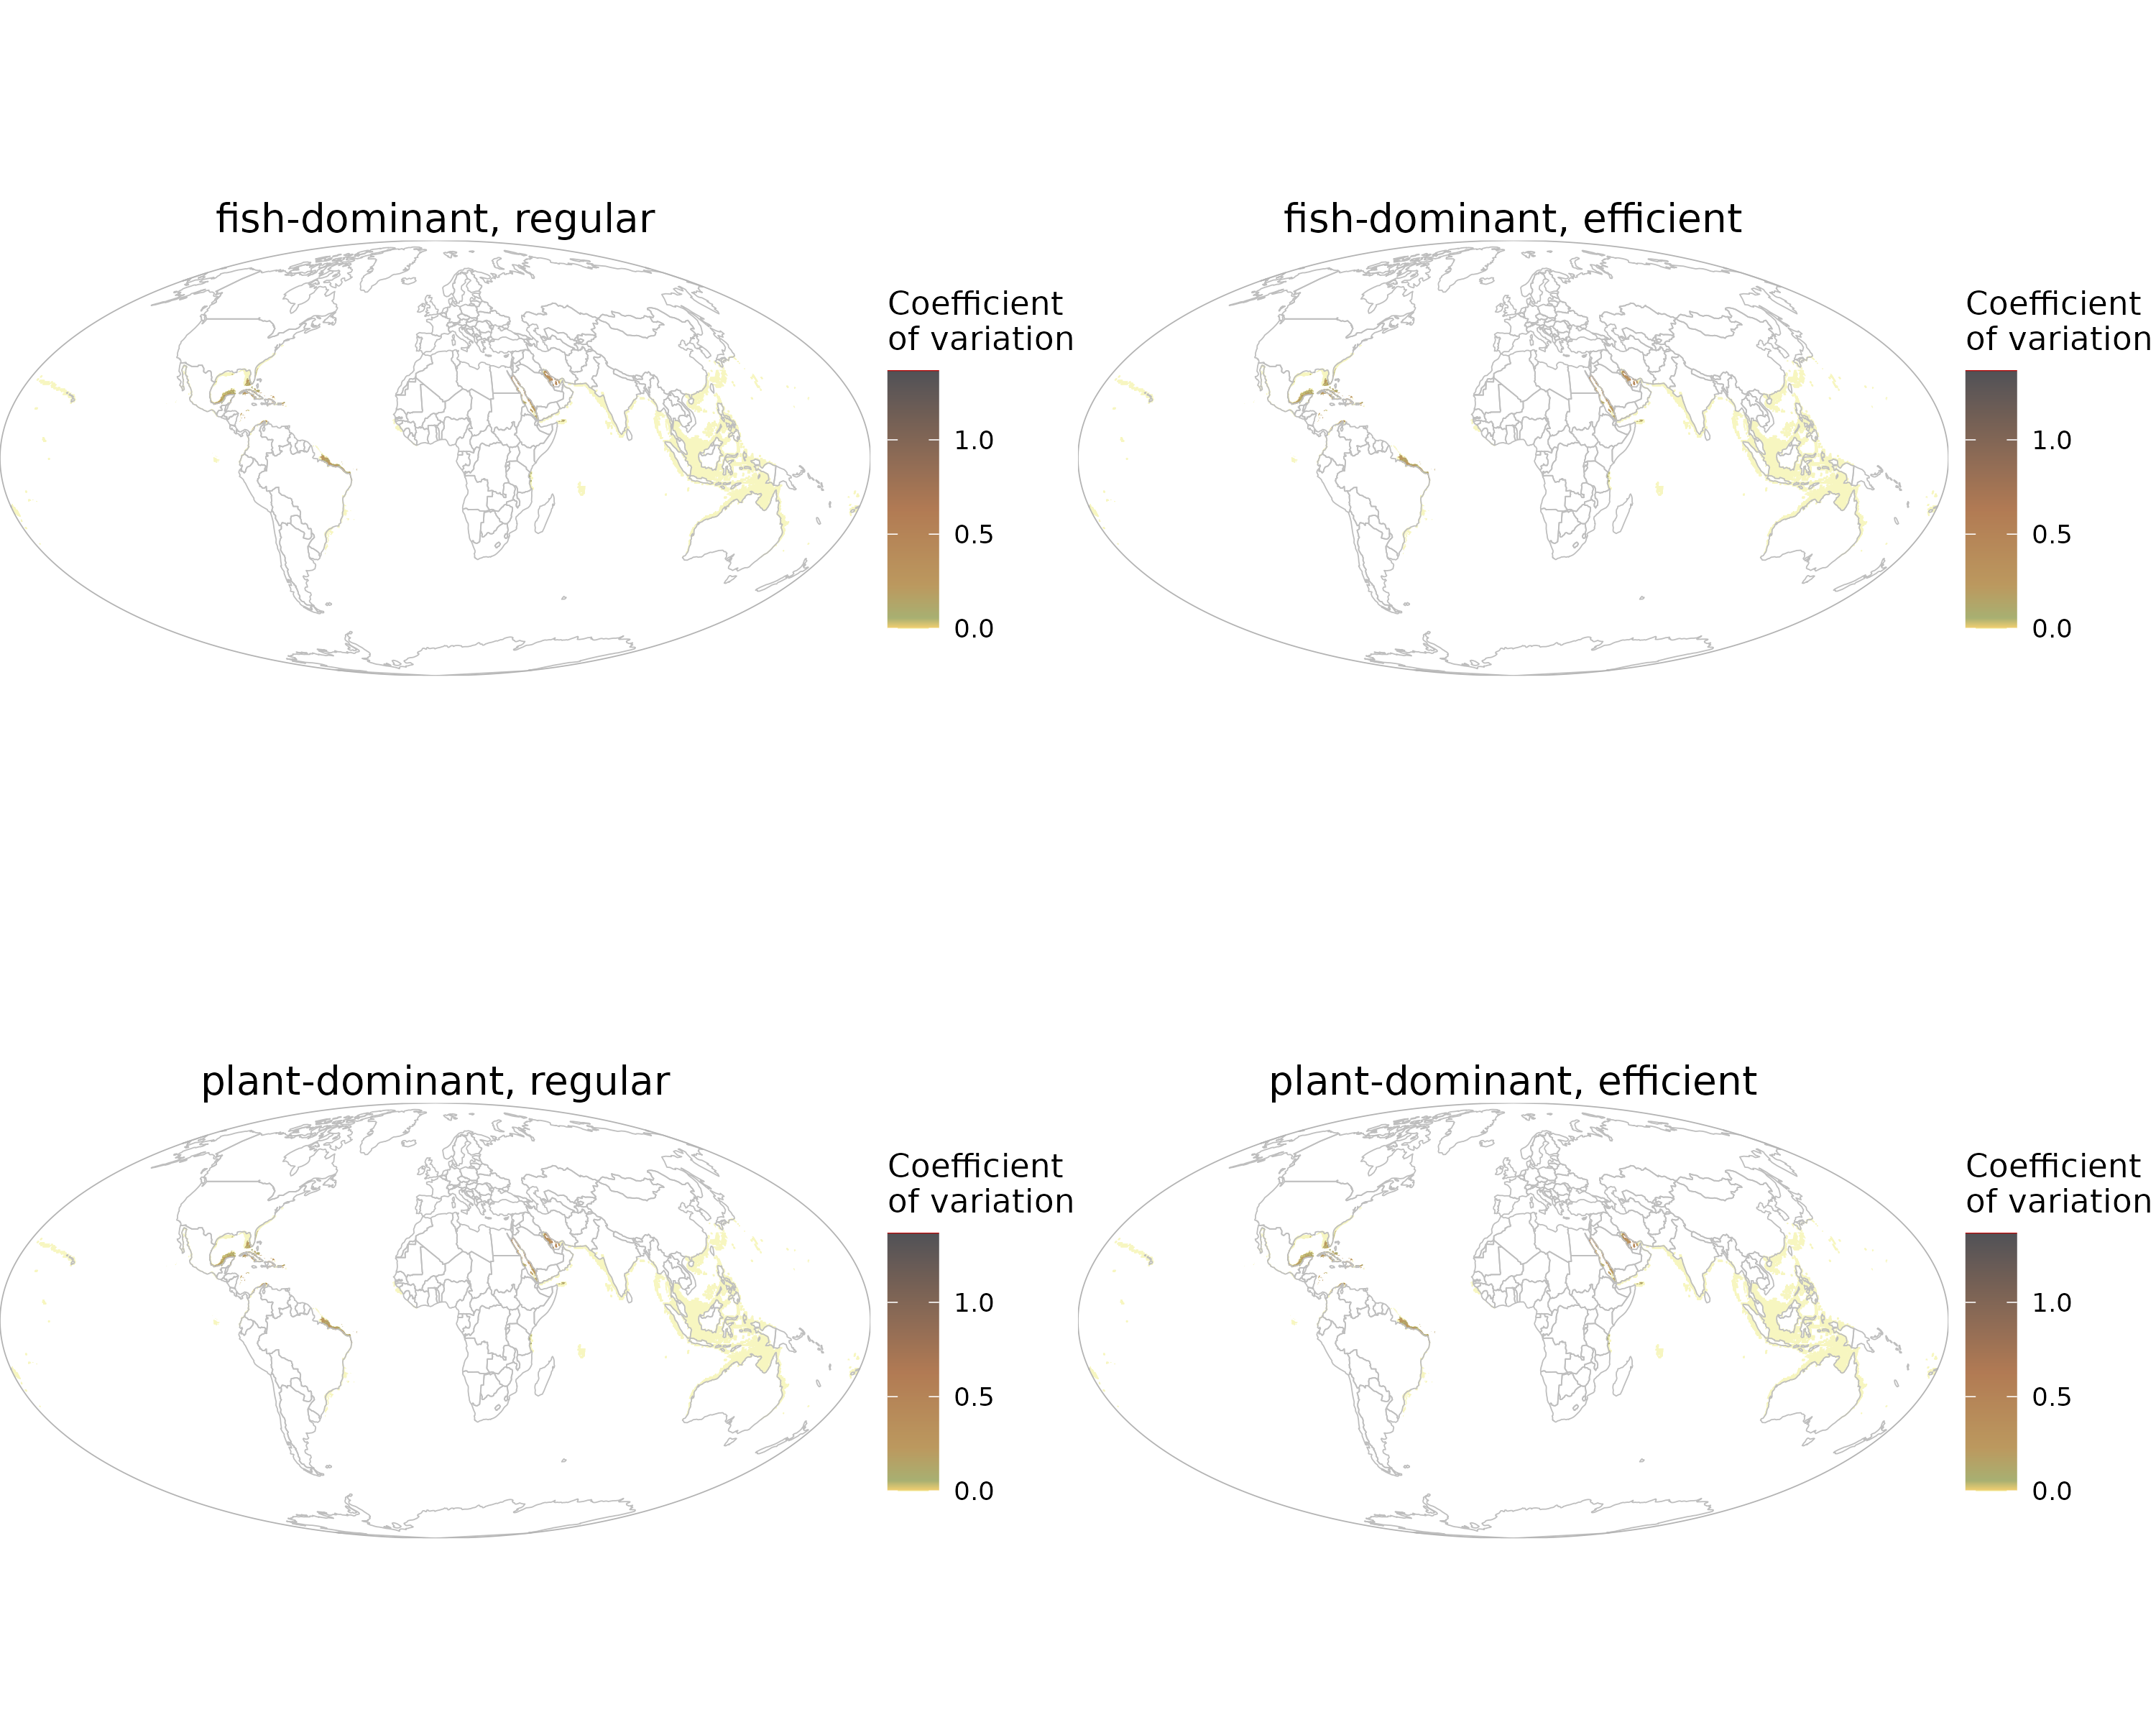 fish-dominant, regular
Coefficient
of variation
1.0
0.5
0.0
fish-dominant, efficient
Coefficient
of variation
1.0
0.5
0.0
plant-dominant, regular
Coefficient
of variation
1.0
0.5
0.0
plant-dominant, efficient
Coefficient
of variation
1.0
0.5
0.0